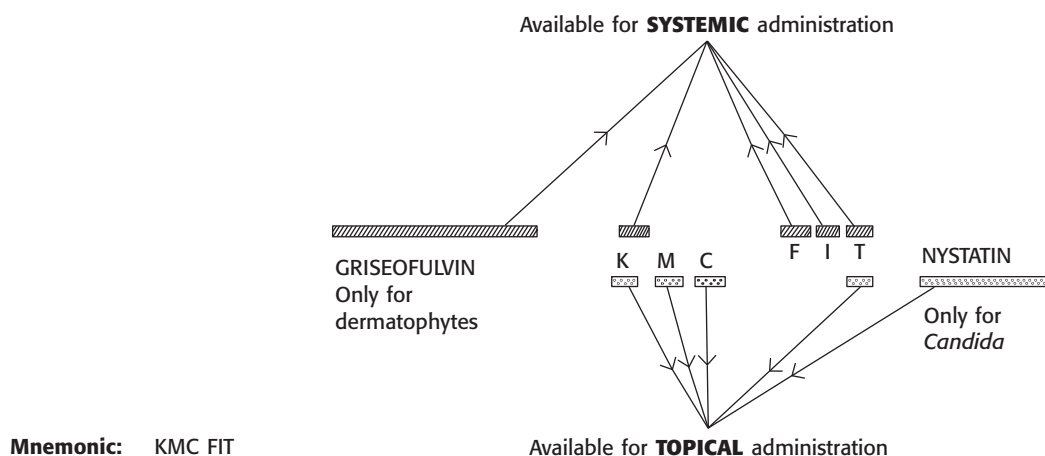 Available for SYSTEMIC administration
F I T
K M C
NYSTATIN
GRISEOFULVIN
Only for
dermatophytes
Only for
Candida
Mnemonic: KMC FIT
Available for TOPICAL administration